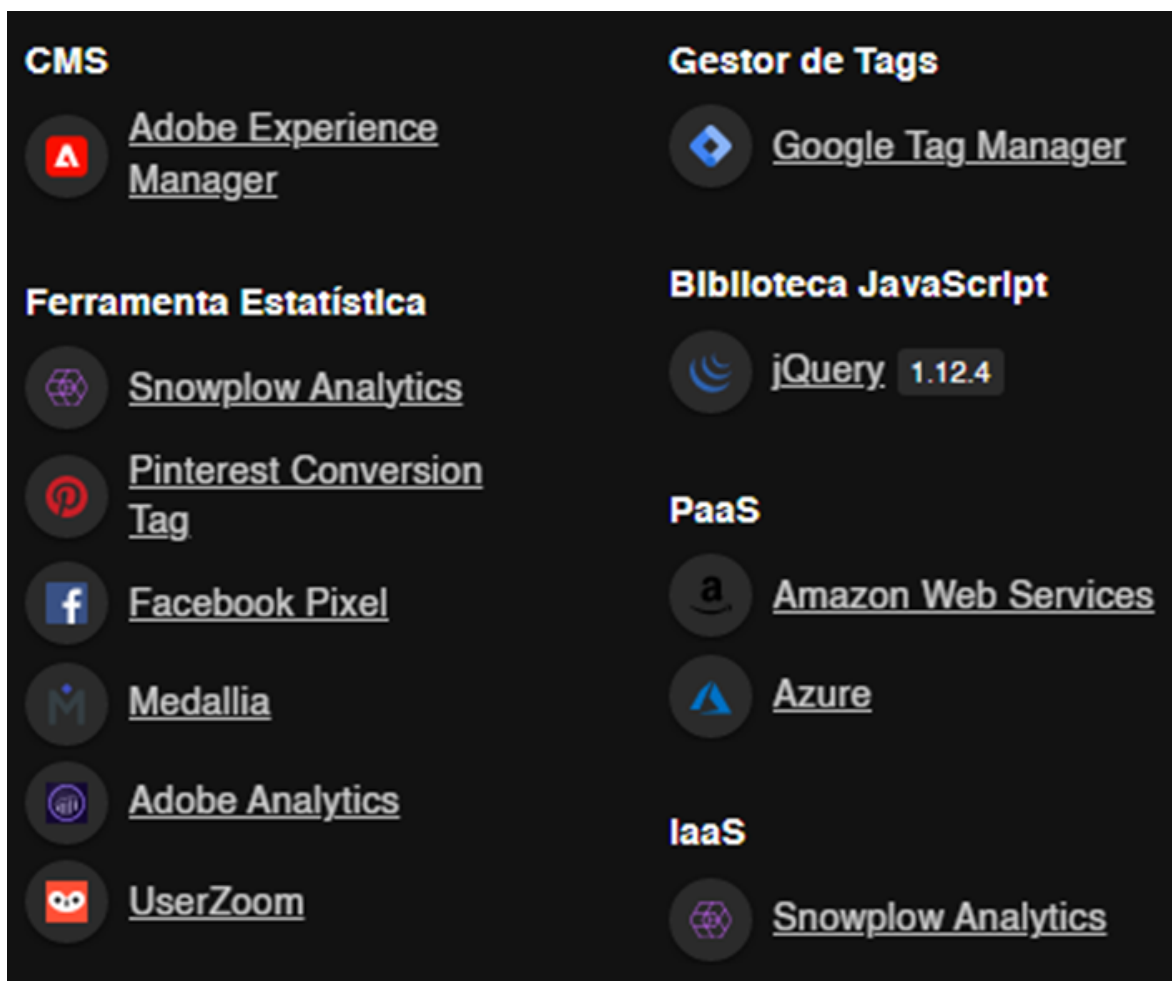 CMS
Adobe Experience
Manager
Ferramenta Estatística
Snowplow Analytics
Pinterest Conversion
Tag
Facebook Pixel
Medallia
Adobe Analytics
UserZoom
Gestor de Tags
Google Tag Manager
Biblioteca JavaScript
jQuery 1.12.4
PaaS
Amazon Web Services
Azure
IaaS
Snowplow Analytics